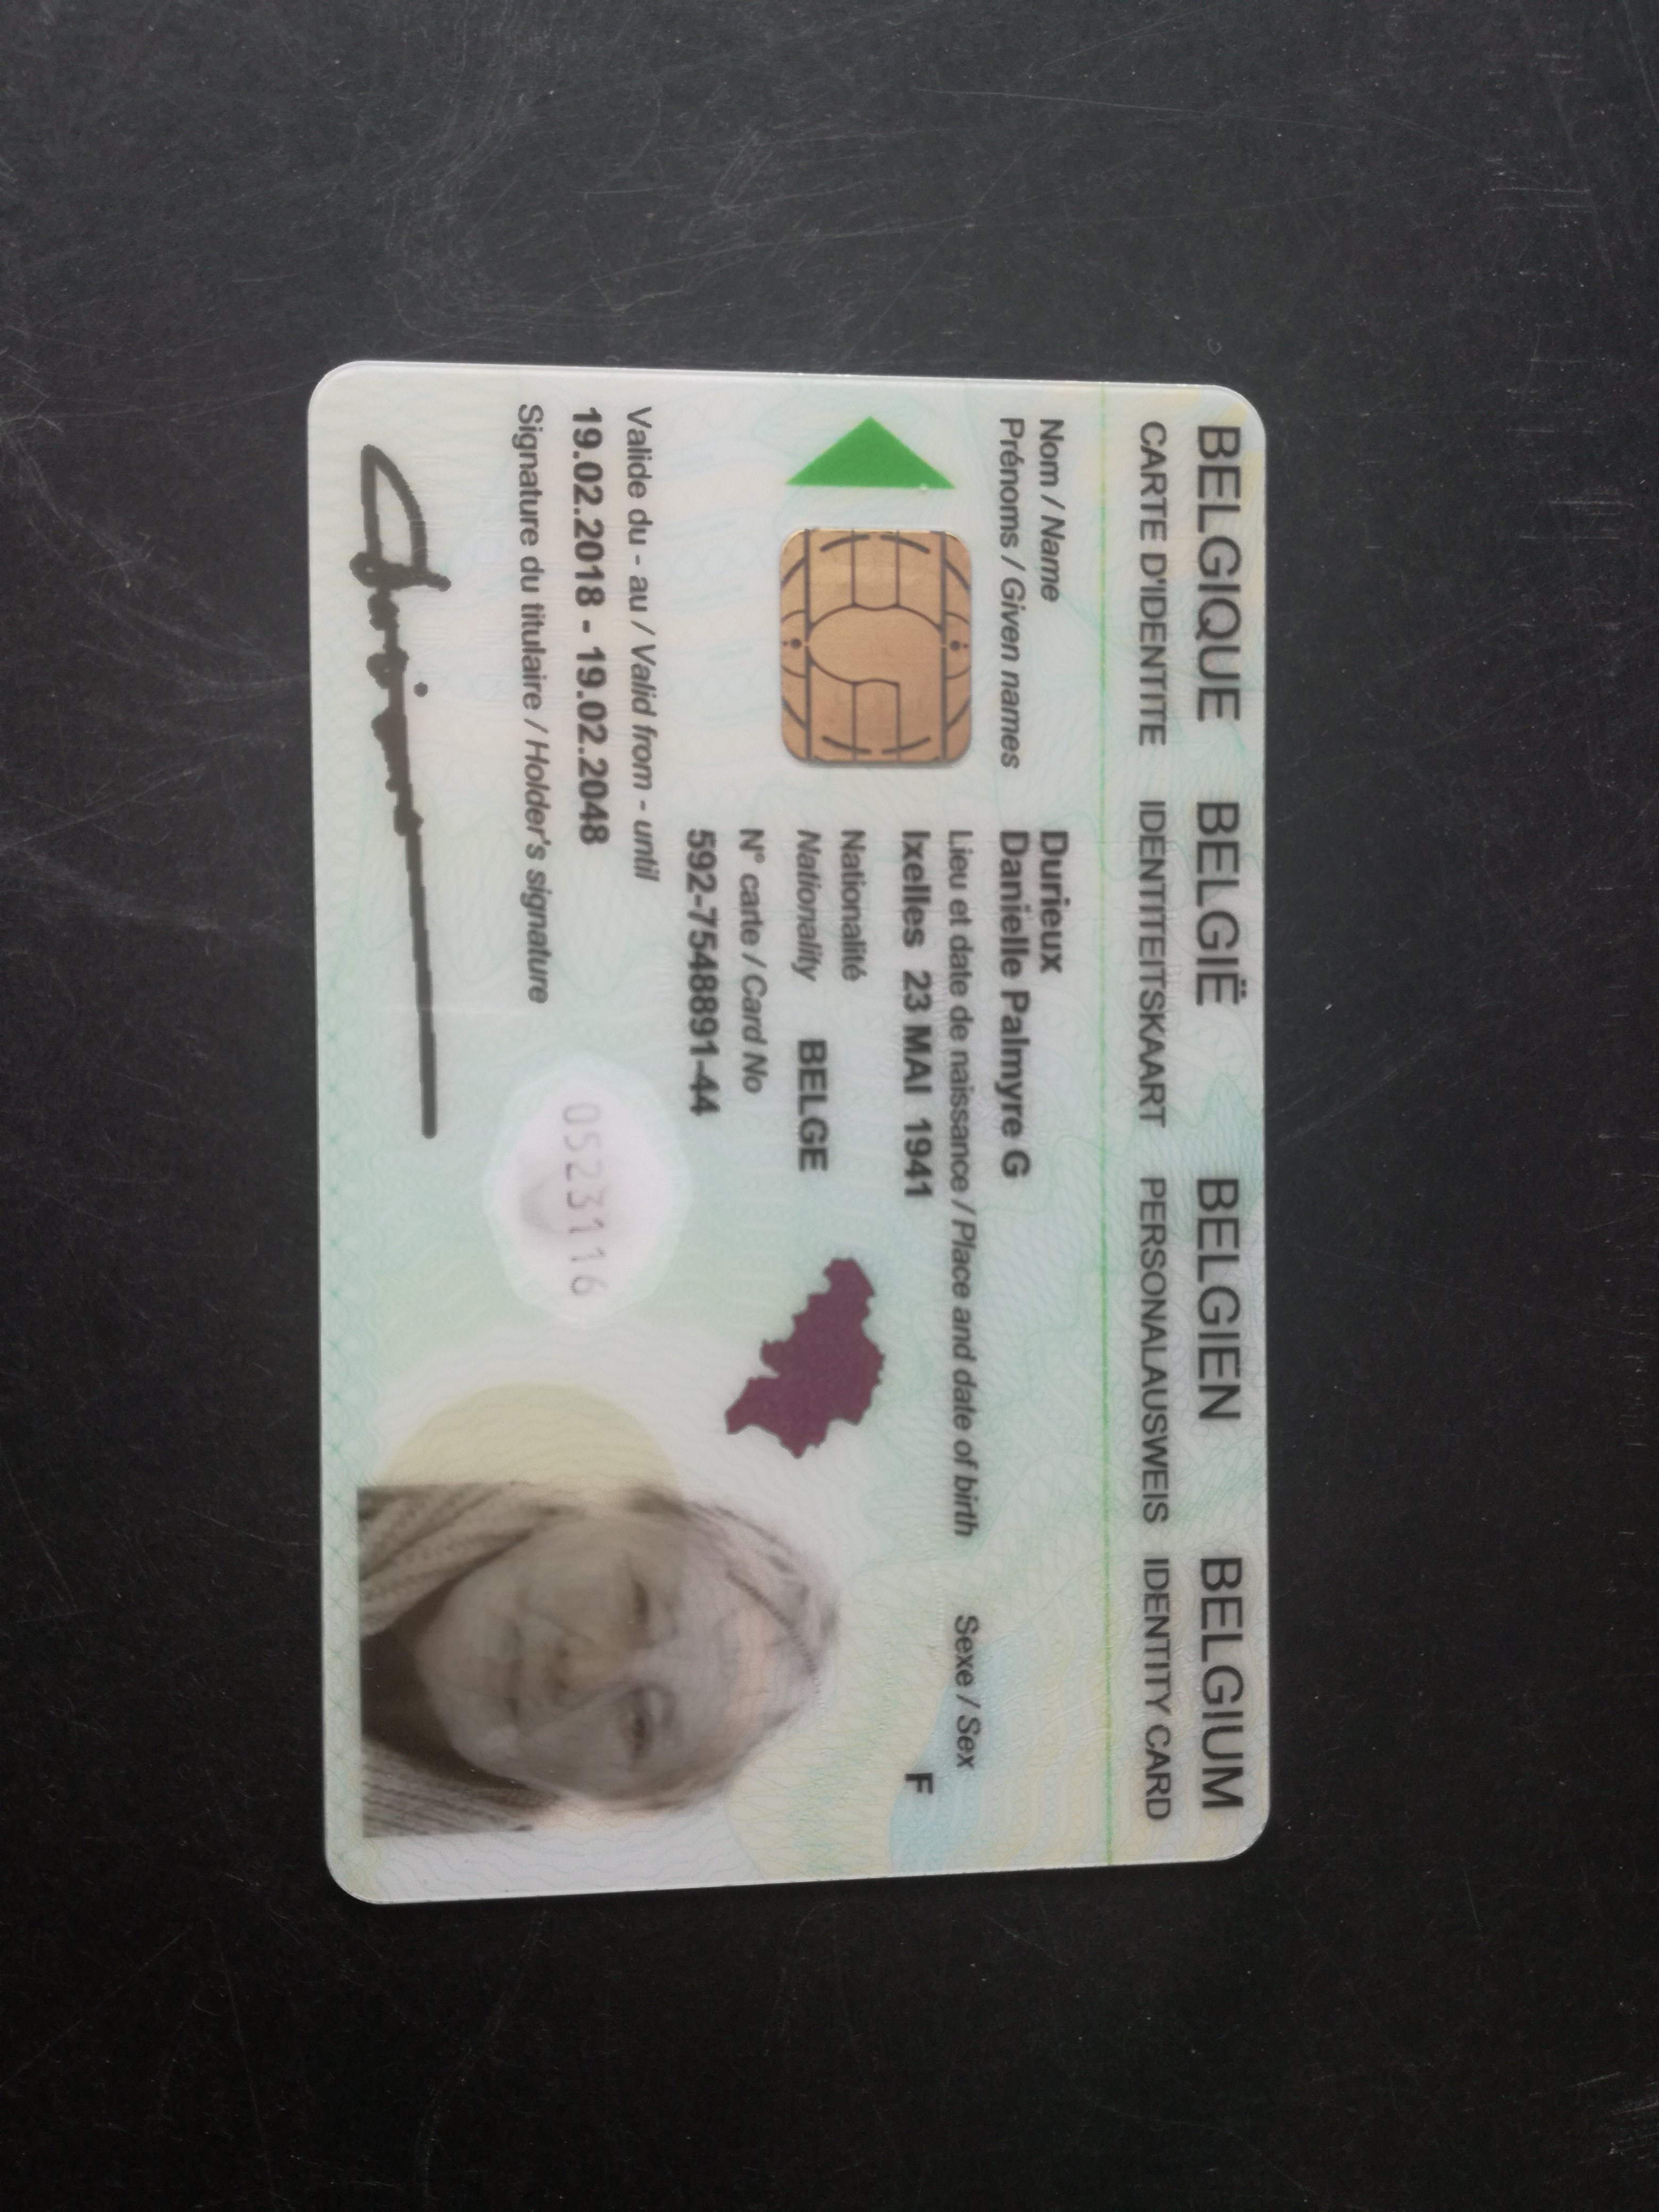 BELGIQUE BELGIË BELGIEN BELGIUM
CARTE D'IDENTITE IDENTITEITSKAART PERSONALAUSWEIS IDENTITY CARD
Nom / Name Durieux
Prénoms / Given names Danielle Palmyre G
Lieu et date de naissance / Place and date of birth Sexe / Sex
Ixelles 23 MAI 1941 F
Nationalité
Nationality BELGE
N° carte / Card No
592-7548891-44
Valide du - au / Valid from - until
19.02.2018 - 19.02.2048
Signature du titulaire / Holder's signature
0523116